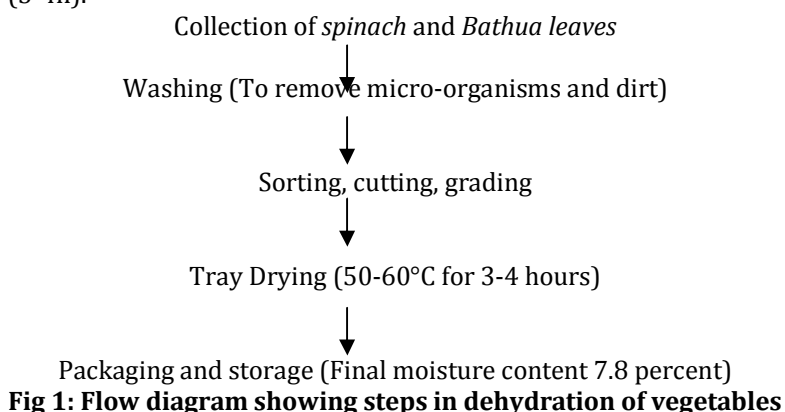 Collection of spinach and Bathua leaves
Washing (To remove micro-organisms and dirt)
Sorting, cutting, grading
Tray Drying (50-60°C for 3-4 hours)
Packaging and storage (Final moisture content 7.8 percent)
Fig 1: Flow diagram showing steps in dehydration of vegetables